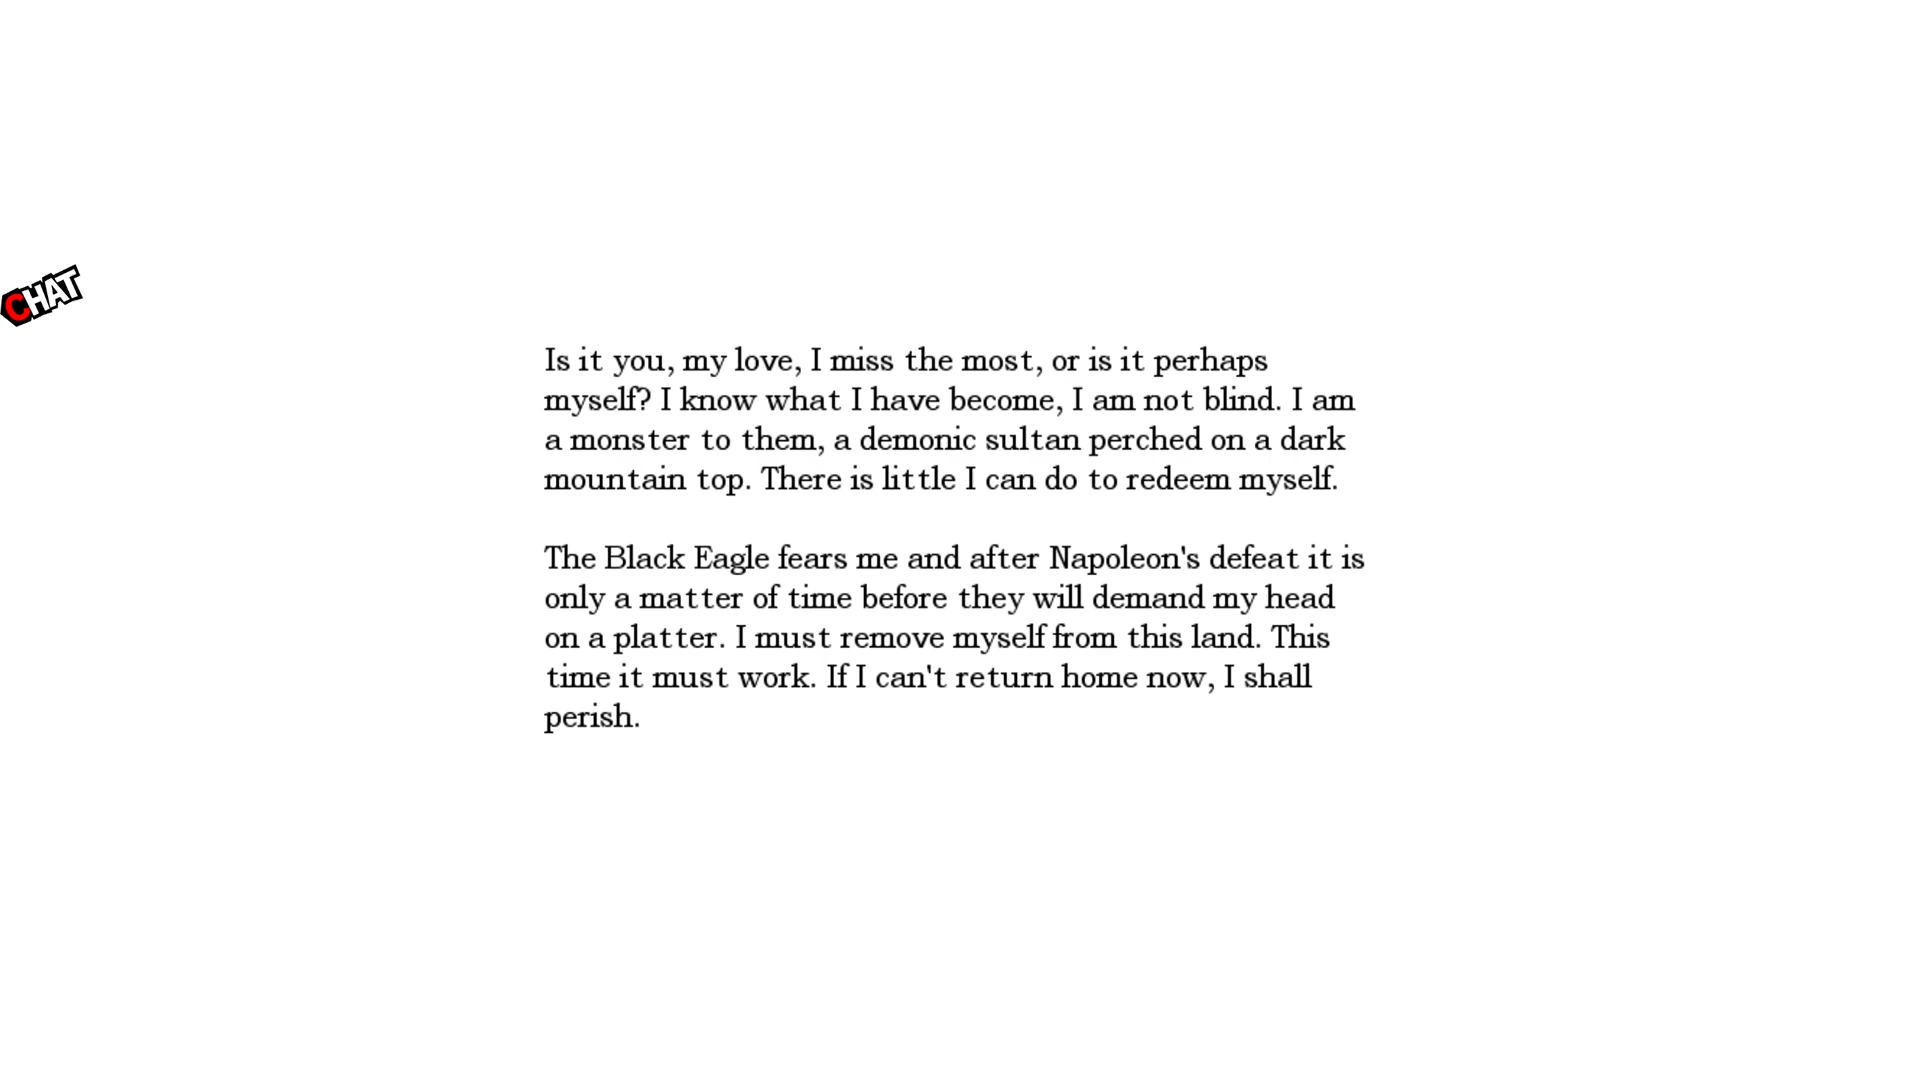 CHAT
Is it you, my love, I miss the most, or is it perhaps
myself? I know what I have become, I am not blind. I am
a monster to them, a demonic sultan perched on a dark
mountain top. There is little I can do to redeem myself.
The Black Eagle fears me and after Napoleon's defeat it is
only a matter of time before they will demand my head
on a platter. I must remove myself from this land. This
time it must work. If I can't return home now, I shall
perish.